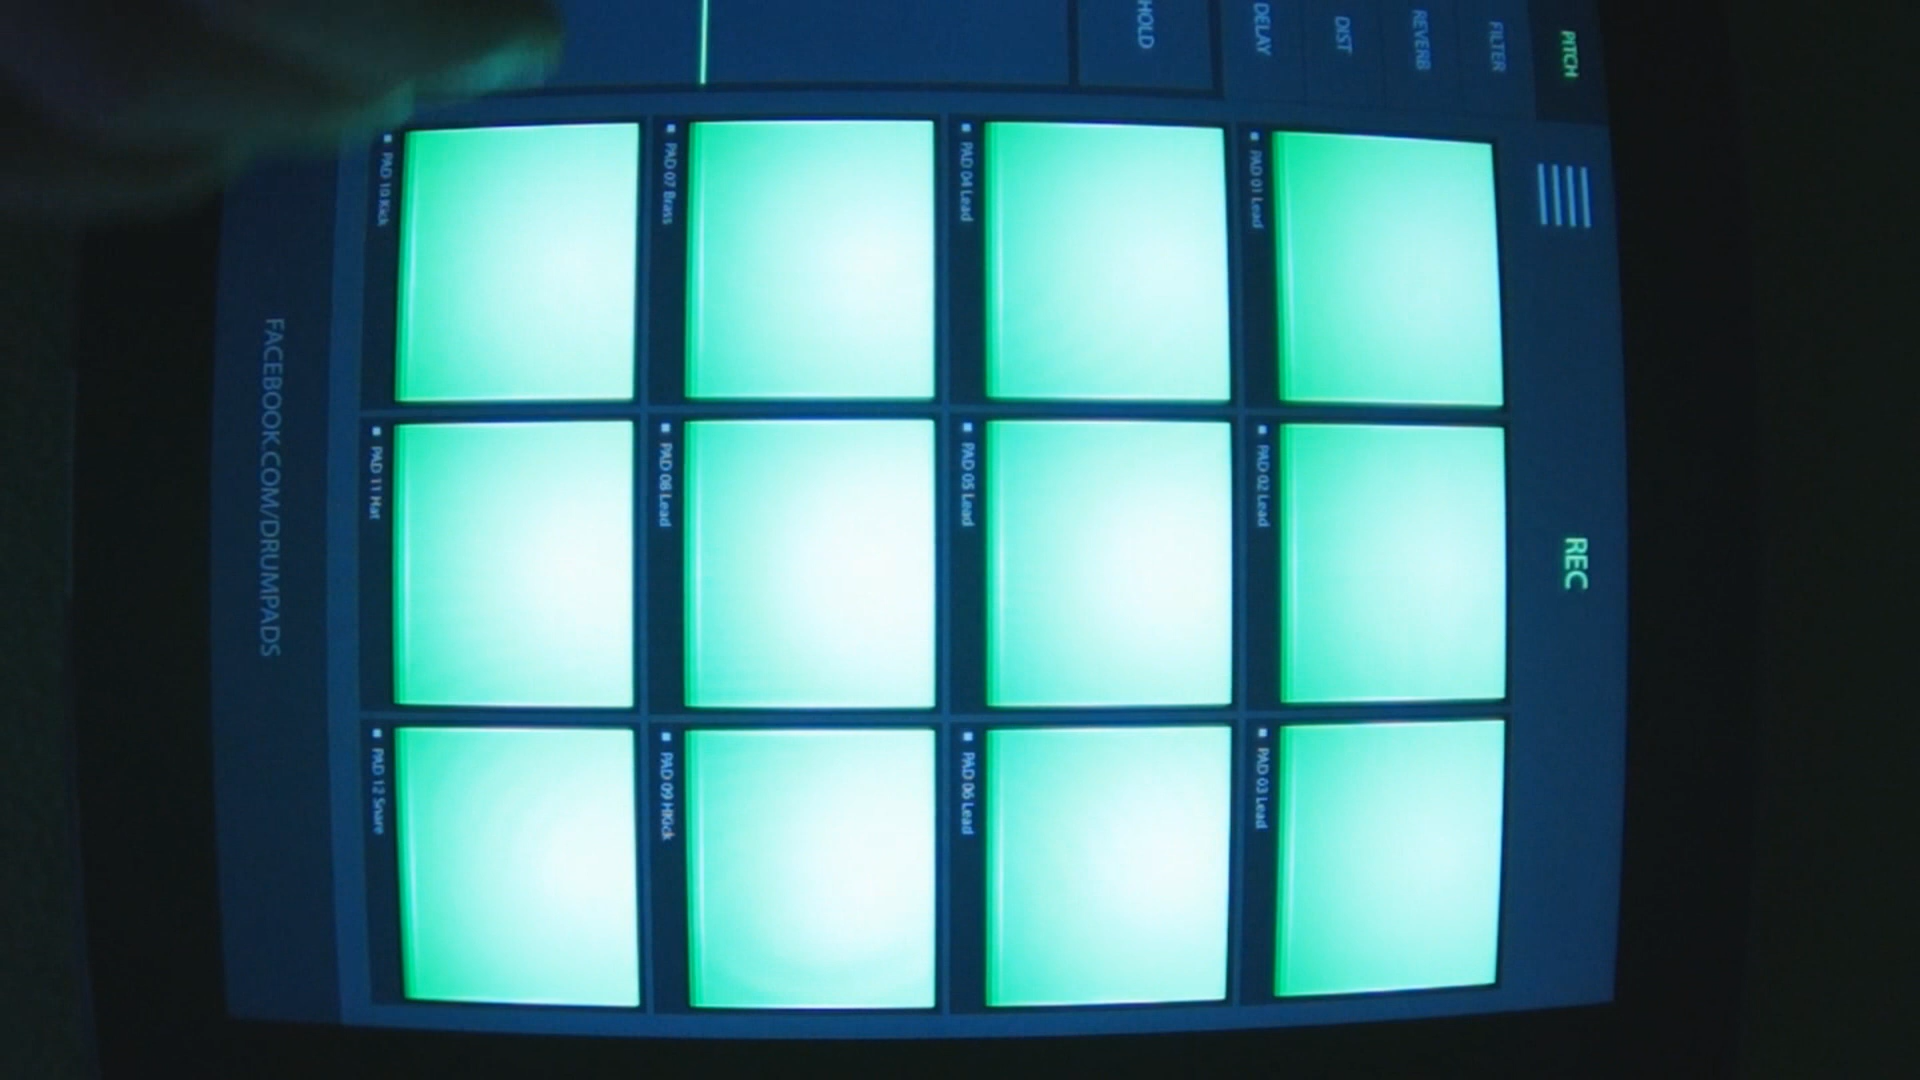 PITCH
FILTER
REVERB
DIST
DELAY
HOLD
REC
PAD 01 Lead
PAD 02 Lead
PAD 03 Lead
PAD 04 Lead
PAD 05 Lead
PAD 06 Lead
PAD 07 Brass
PAD 08 Lead
PAD 09 HKick
PAD 10 Kick
PAD 11 Hat
PAD 12 Snare
FACEBOOK.COM/DRUMPADS